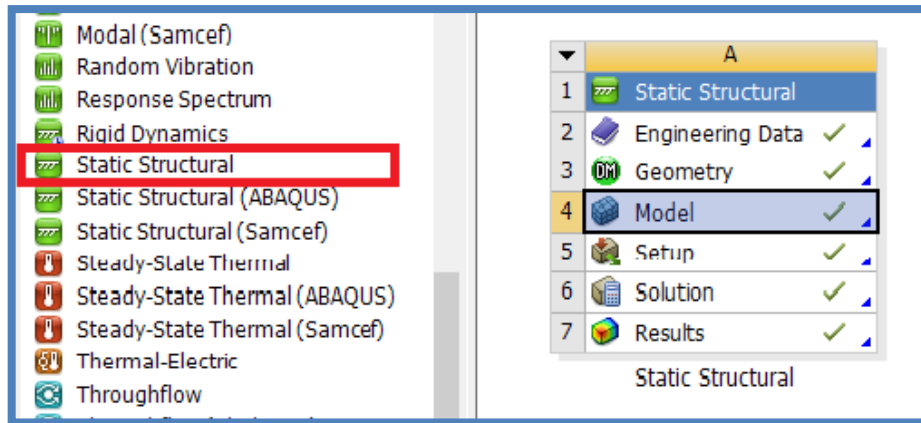 Modal (Samcef)
Random Vibration
Response Spectrum
Rigid Dynamics
Static Structural
Static Structural (ABAQUS)
Static Structural (Samcef)
Steady-State Thermal
Steady-State Thermal (ABAQUS)
Steady-State Thermal (Samcef)
Thermal-Electric
Throughflow
A
1 Static Structural
2 Engineering Data
3 DM Geometry
4 Model
5 Setup
6 Solution
7 Results
Static Structural